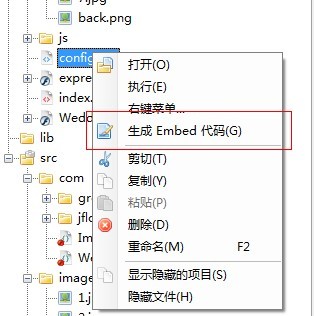 back.png
js
config
打开(O)
expre
执行(E)
index.
右键菜单...
Wedd
生成 Embed 代码(G)
lib
src
剪切(T)
com
复制(Y)
gr
粘贴(P)
jflo
删除(D)
Im
重命名(M) F2
We
image
显示隐藏的项目(S)
1.j
隐藏文件(H)